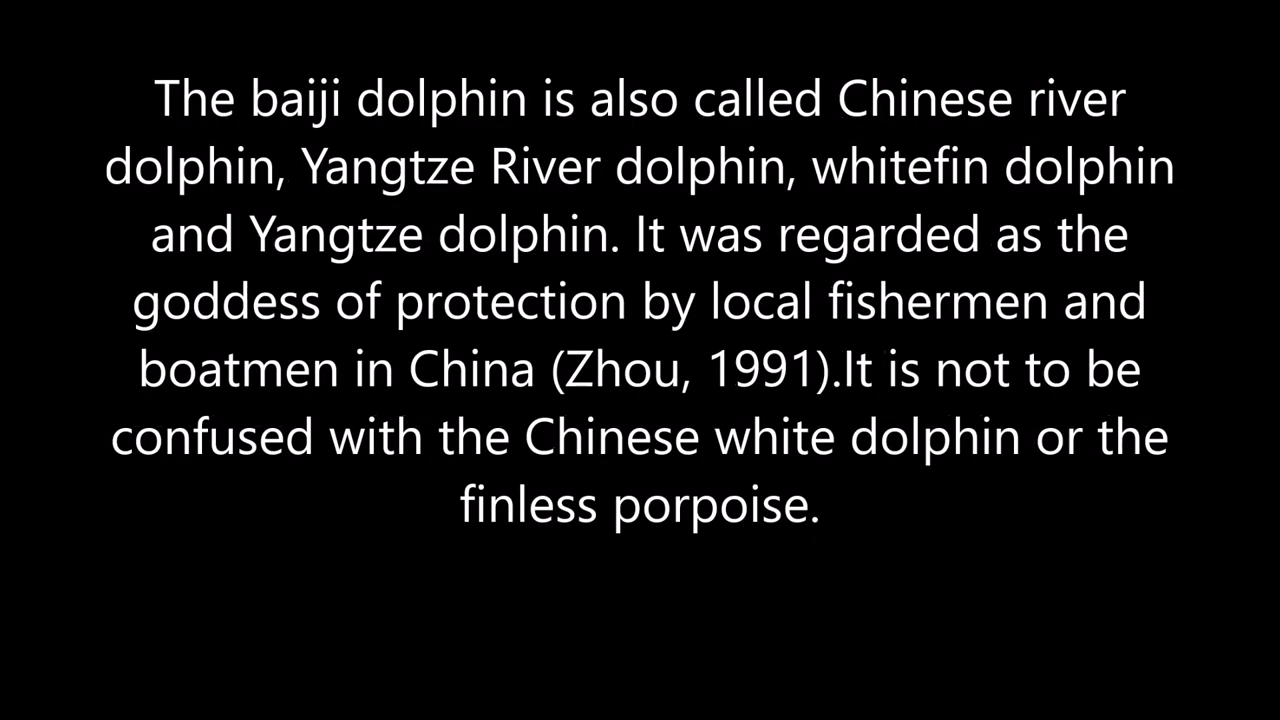 The baiji dolphin is also called Chinese river
dolphin, Yangtze River dolphin, whitefin dolphin
and Yangtze dolphin. It was regarded as the
goddess of protection by local fishermen and
boatmen in China (Zhou, 1991).It is not to be
confused with the Chinese white dolphin or the
finless porpoise.